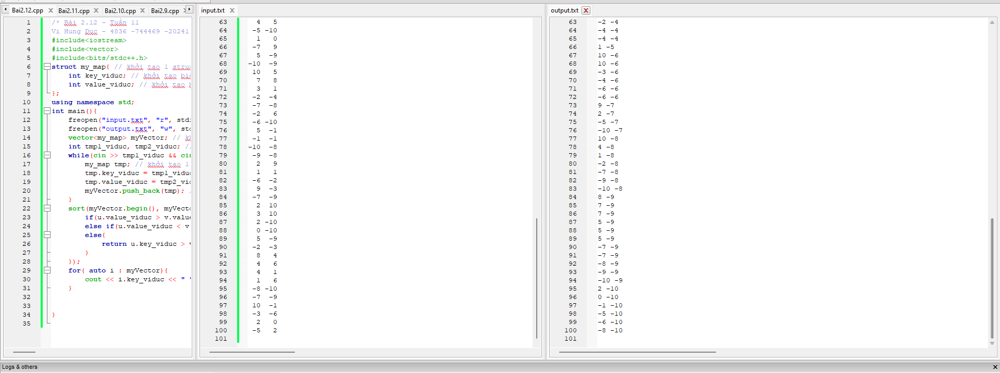 Bai2.12.cpp Bai2.11.cpp Bai2.10.cpp Bai2.9.cpp
1 /* Bài 2.12 - Tuần 11
2 Vi Hung Duc - 4836 -744469 -20241
3 #include<iostream>
4 #include<vector>
5 #include<bits/stdc++.h>
6 struct my_map{ // khởi tạo 1 stru
7 int key_viduc; // khởi tạo biế
8 int value_viduc; // khởi tạo
9 };
10 using namespace std;
11 int main(){
12 freopen("input.txt", "r", std
13 freopen("output.txt", "w", st
14 vector<my_map> myVector; // k
15 int tmp1_viduc, tmp2_viduc; //
16 while(cin >> tmp1_viduc && ci
17 my_map tmp; // khởi tạo 1
18 tmp.key_viduc = tmp1_vidu
19 tmp.value_viduc = tmp2_vi
20 myVector.push_back(tmp); /
21 }
22 sort(myVector.begin(), myVect
23 if(u.value_viduc > v.valu
24 else if(u.value_viduc < v
25 else{
26 return u.key_viduc >
27 }
28 });
29 for( auto i : myVector){
30 cout << i.key_viduc << "
31 }
32
33
34 }
35
input.txt
63 4 5
64 -5 -10
65 1 0
66 -7 9
67 5 -9
68 -10 -9
69 10 5
70 7 8
71 3 1
72 -2 -4
73 -7 -8
74 -2 6
75 -6 -10
76 5 -1
77 -1 -1
78 -10 -8
79 -9 -8
80 2 9
81 1 1
82 -6 -2
83 9 -3
84 -7 -9
85 2 10
86 3 10
87 2 -10
88 0 -10
89 5 -9
90 -2 -3
91 8 4
92 4 6
93 4 1
94 1 6
95 -8 -10
96 -7 -9
97 10 -1
98 -3 -6
99 2 0
100 -5 2
101
output.txt
63 -2 -4
64 -4 -4
65 -4 -4
66 1 -5
67 10 -6
68 10 -6
69 -3 -6
70 -4 -6
71 -6 -6
72 -6 -6
73 9 -7
74 2 -7
75 -5 -7
76 -10 -7
77 10 -8
78 4 -8
79 1 -8
80 -2 -8
81 -7 -8
82 -9 -8
83 -10 -8
84 8 -9
85 7 -9
86 7 -9
87 5 -9
88 5 -9
89 5 -9
90 -7 -9
91 -7 -9
92 -8 -9
93 -9 -9
94 -10 -9
95 2 -10
96 0 -10
97 -1 -10
98 -5 -10
99 -6 -10
100 -8 -10
101
Logs & others